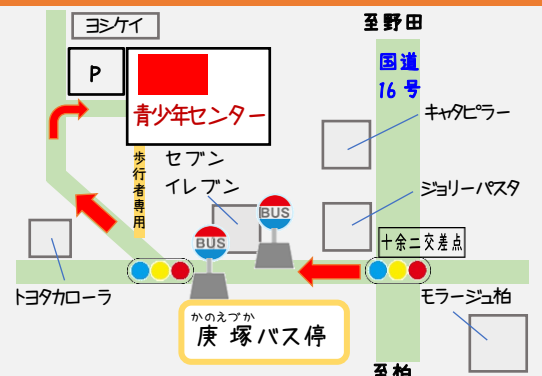 ヨシケイ
至野田
P
国道
16 号
青少年センター
キャタピラー
歩行者専用
セブン
イレブン
ジョリーパスタ
BUS
BUS
十余二交差点
トヨタカローラ
モラージュ柏
かのえづか
庚 塚バス停
至柏